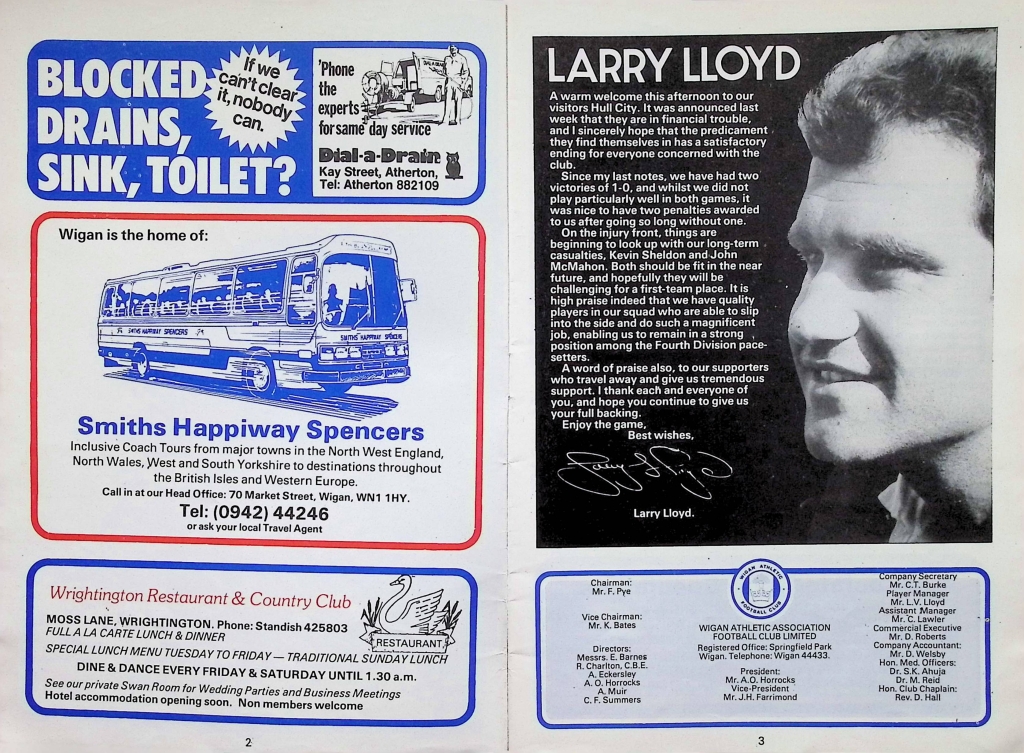 BLOCKED
DRAINS,
SINK, TOILET?
If we
can't clear
it, nobody
can.
'Phone
the
experts
for same day service
DIAL-A-DRAIN
Dial-a-Drain
Kay Street, Atherton,
Tel: Atherton 882109
Wigan is the home of:
SMITHS HAPPIWAY SPENCERS
SMITHS HAPPIWAY SPENCERS
Smiths Happiway Spencers
Inclusive Coach Tours from major towns in the North West England,
North Wales, West and South Yorkshire to destinations throughout
the British Isles and Western Europe.
Call in at our Head Office: 70 Market Street, Wigan, WN1 1HY.
Tel: (0942) 44246
or ask your local Travel Agent
Wrightington Restaurant & Country Club
MOSS LANE, WRIGHTINGTON. Phone: Standish 425803
FULL A LA CARTE LUNCH & DINNER
RESTAURANT
SPECIAL LUNCH MENU TUESDAY TO FRIDAY — TRADITIONAL SUNDAY LUNCH
DINE & DANCE EVERY FRIDAY & SATURDAY UNTIL 1.30 a.m.
See our private Swan Room for Wedding Parties and Business Meetings
Hotel accommodation opening soon. Non members welcome
2
LARRY LLOYD
A warm welcome this afternoon to our
visitors Hull City. It was announced last
week that they are in financial trouble,
and I sincerely hope that the predicament
they find themselves in has a satisfactory
ending for everyone concerned with the
club.
Since my last notes, we have had two
victories of 1-0, and whilst we did not
play particularly well in both games, it
was nice to have two penalties awarded
to us after going so long without one.
On the injury front, things are
beginning to look up with our long-term
casualties, Kevin Sheldon and John
McMahon. Both should be fit in the near
future, and hopefully they will be
challenging for a first-team place. It is
high praise indeed that we have quality
players in our squad who are able to slip
into the side and do such a magnificent
job, enabling us to remain in a strong
position among the Fourth Division pace-
setters.
A word of praise also, to our supporters
who travel away and give us tremendous
support. I thank each and everyone of
you, and hope you continue to give us
your full backing.
Enjoy the game,
Best wishes,
Larry Lloyd.
Chairman:
Mr. F. Pye
Vice Chairman:
Mr. K. Bates
Directors:
Messrs. E. Barnes
R. Charlton, C.B.E.
A. Eckersley
A. O. Horrocks
A. Muir
C. F. Summers
WIGAN ATHLETIC
FOOTBALL CLUB
WIGAN ATHLETIC ASSOCIATION
FOOTBALL CLUB LIMITED
Registered Office: Springfield Park
Wigan. Telephone: Wigan 44433.
President:
Mr. A.O. Horrocks
Vice-President
Mr. J.H. Farrimond
Company Secretary
Mr. C.T. Burke
Player Manager
Mr. L.V. Lloyd
Assistant Manager
Mr. C. Lawler
Commercial Executive
Mr. D. Roberts
Company Accountant:
Mr. D. Welsby
Hon. Med. Officers:
Dr. S.K. Ahuja
Dr. M. Reid
Hon. Club Chaplain:
Rev. D. Hall
3